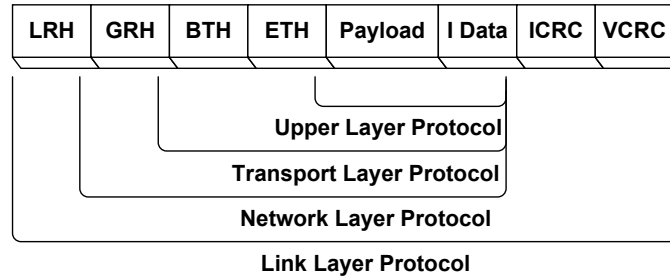 LRH GRH BTH ETH Payload I Data ICRC VCRC
Upper Layer Protocol
Transport Layer Protocol
Network Layer Protocol
Link Layer Protocol